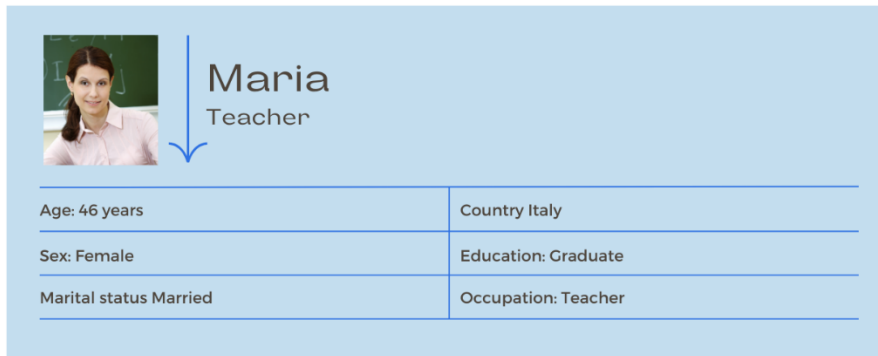 Maria
Teacher
Age: 46 years
Country Italy
Sex: Female
Education: Graduate
Marital status Married
Occupation: Teacher